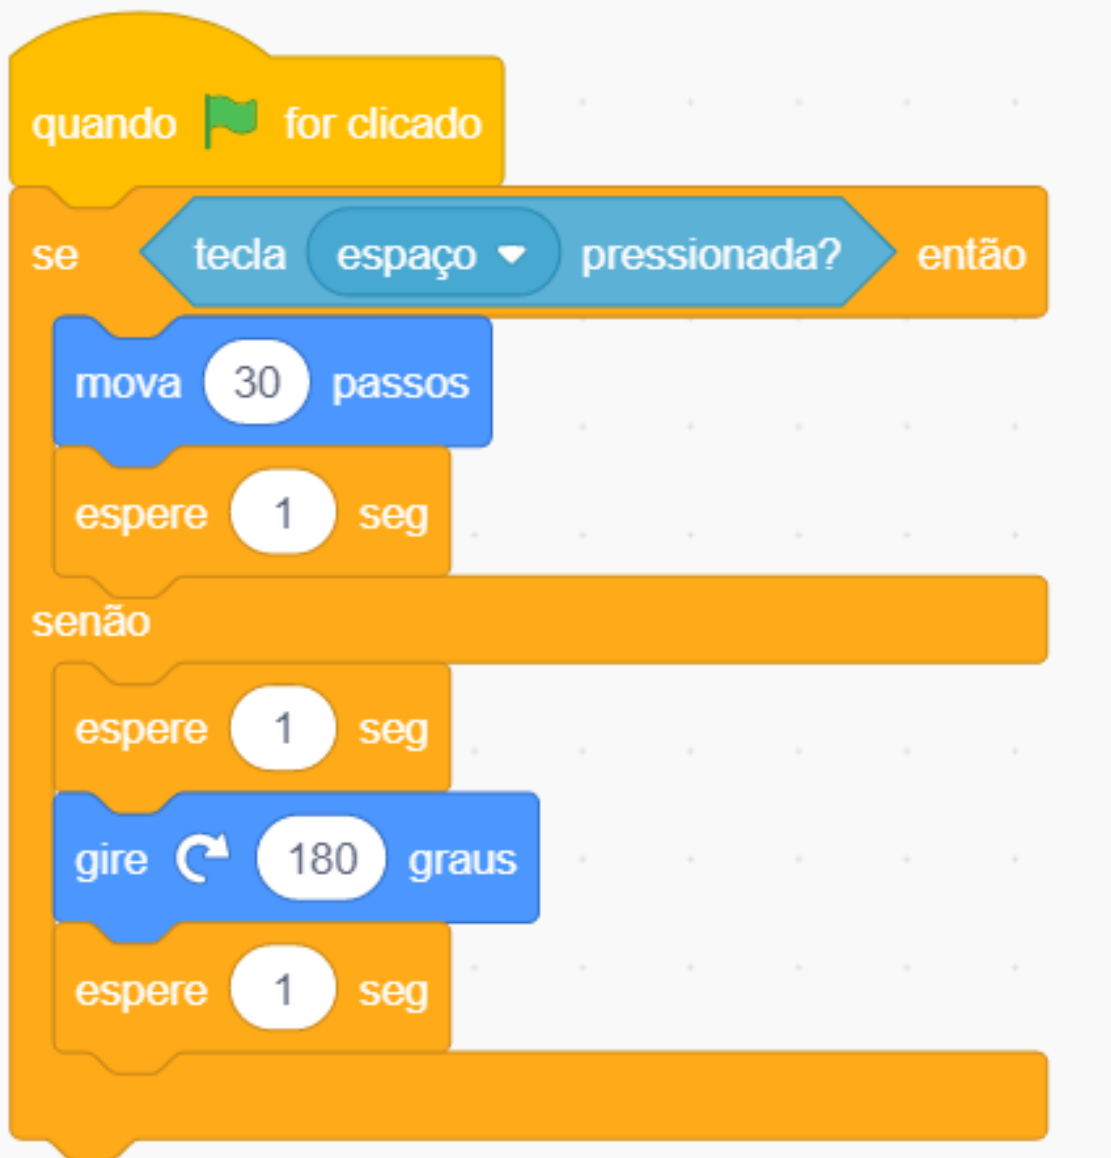 quando for clicado
se tecla espaço pressionada? então
mova 30 passos
espere 1 seg
senão
espere 1 seg
gire 180 graus
espere 1 seg